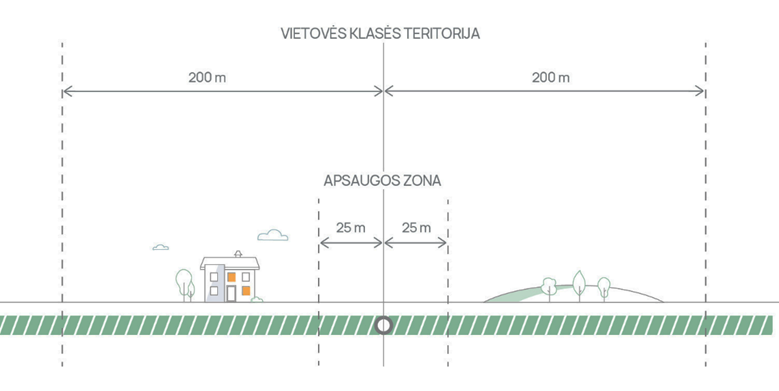 VIETOVĖS KLASĖS TERITORIJA
200 m
200 m
APSAUGOS ZONA
25 m
25 m